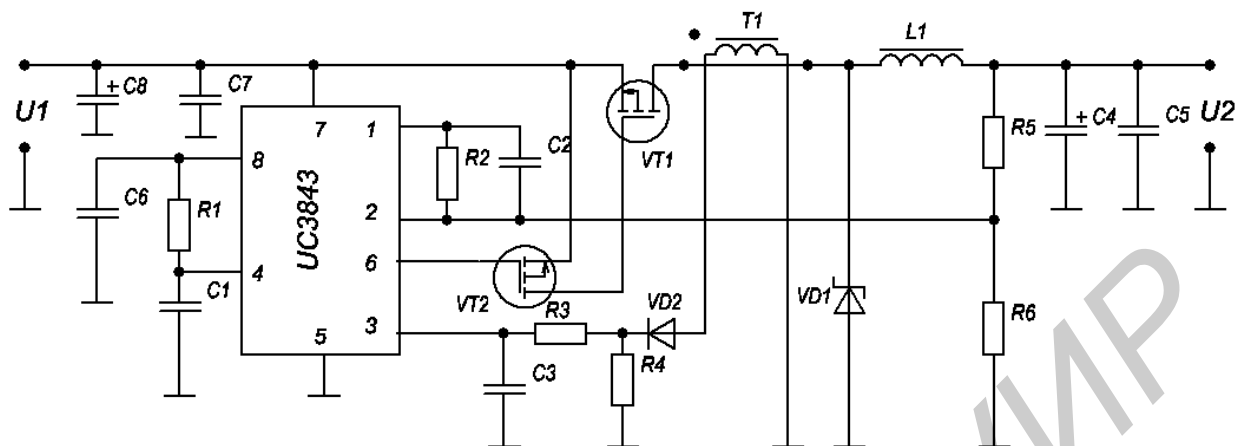 T1
L1
+ C8
C7
U1
7
1
8
R2
C2
VT1
R5
+ C4
C5
U2
C6
R1
UC3843
2
6
4
C1
VT2
R3
VD2
VD1
R6
3
5
C3
R4
ИР